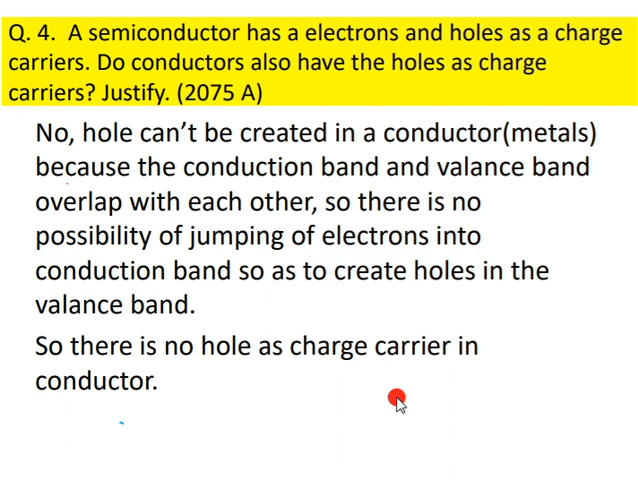 Q. 4.  A semiconductor has a electrons and holes as a charge
carriers. Do conductors also have the holes as charge
carriers? Justify. (2075 A)
No, hole can't be created in a conductor(metals)
because the conduction band and valance band
overlap with each other, so there is no
possibility of jumping of electrons into
conduction band so as to create holes in the
valance band.
So there is no hole as charge carrier in
conductor.